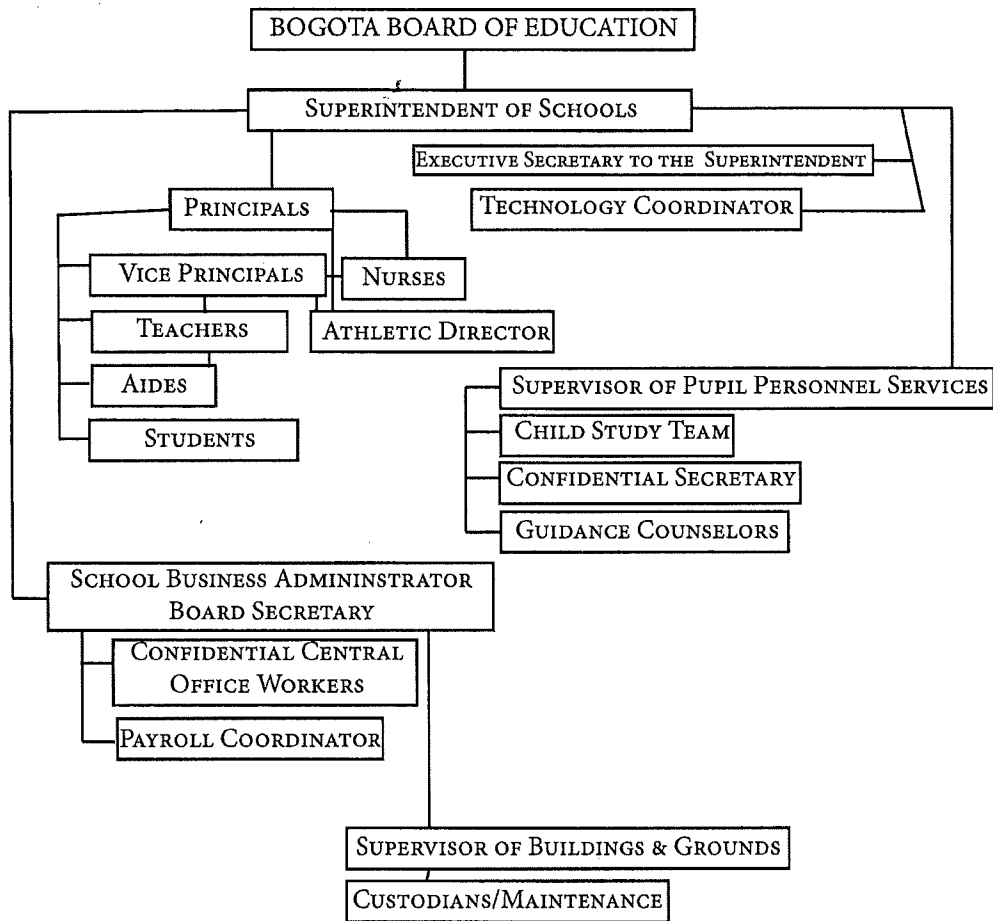 BOGOTA BOARD OF EDUCATION
SUPERINTENDENT OF SCHOOLS
EXECUTIVE SECRETARY TO THE SUPERINTENDENT
PRINCIPALS
TECHNOLOGY COORDINATOR
VICE PRINCIPALS
NURSES
TEACHERS
ATHLETIC DIRECTOR
AIDES
STUDENTS
SUPERVISOR OF PUPIL PERSONNEL SERVICES
CHILD STUDY TEAM
CONFIDENTIAL SECRETARY
GUIDANCE COUNSELORS
SCHOOL BUSINESS ADMININSTRATOR
BOARD SECRETARY
CONFIDENTIAL CENTRAL
OFFICE WORKERS
PAYROLL COORDINATOR
SUPERVISOR OF BUILDINGS & GROUNDS
CUSTODIANS/MAINTENANCE